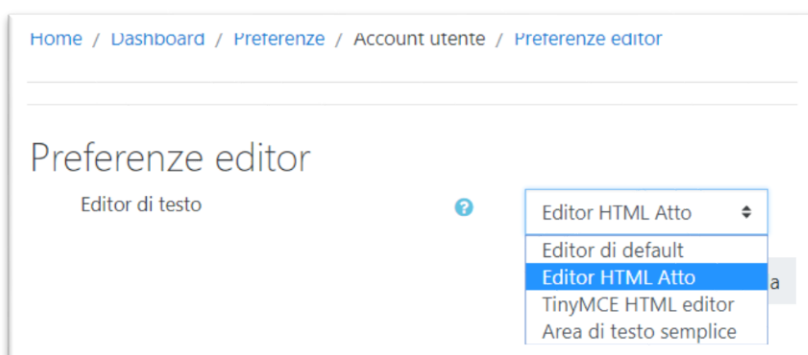 Home / Dashboard / Preferenze / Account utente / Preferenze editor
Preferenze editor
Editor di testo ? Editor HTML Atto
Editor di default
Editor HTML Atto
a
TinyMCE HTML editor
Area di testo semplice